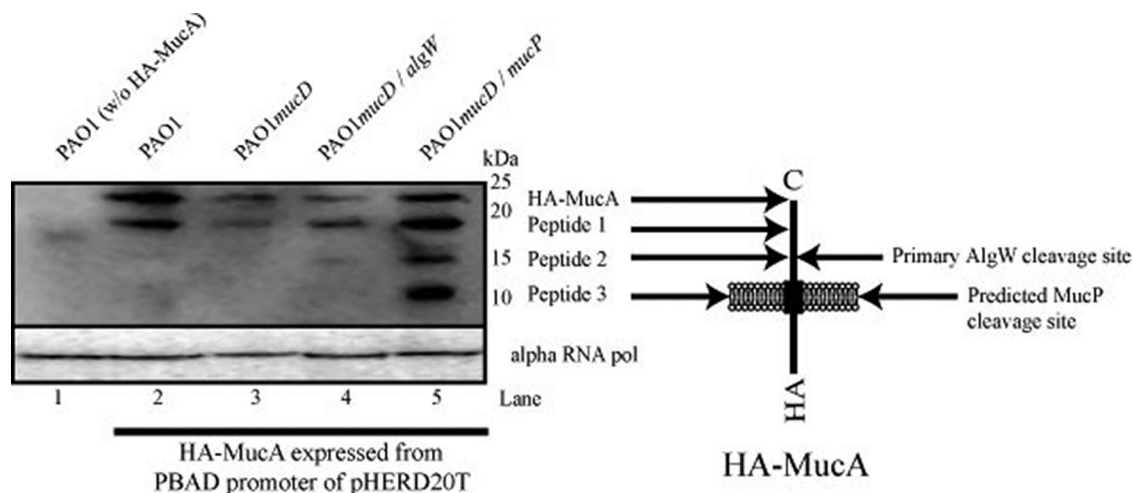 PAO1 (w/o HA-MucA)
PAO1
PAO1mucD
PAO1mucD / algW
PAO1mucD / mucP
kDa
25
20
15
10
HA-MucA
Peptide 1
Peptide 2
Peptide 3
alpha RNA pol
1 2 3 4 5 Lane
HA-MucA expressed from
PBAD promoter of pHERD20T
C
Primary AlgW cleavage site
Predicted MucP
cleavage site
HA
HA-MucA